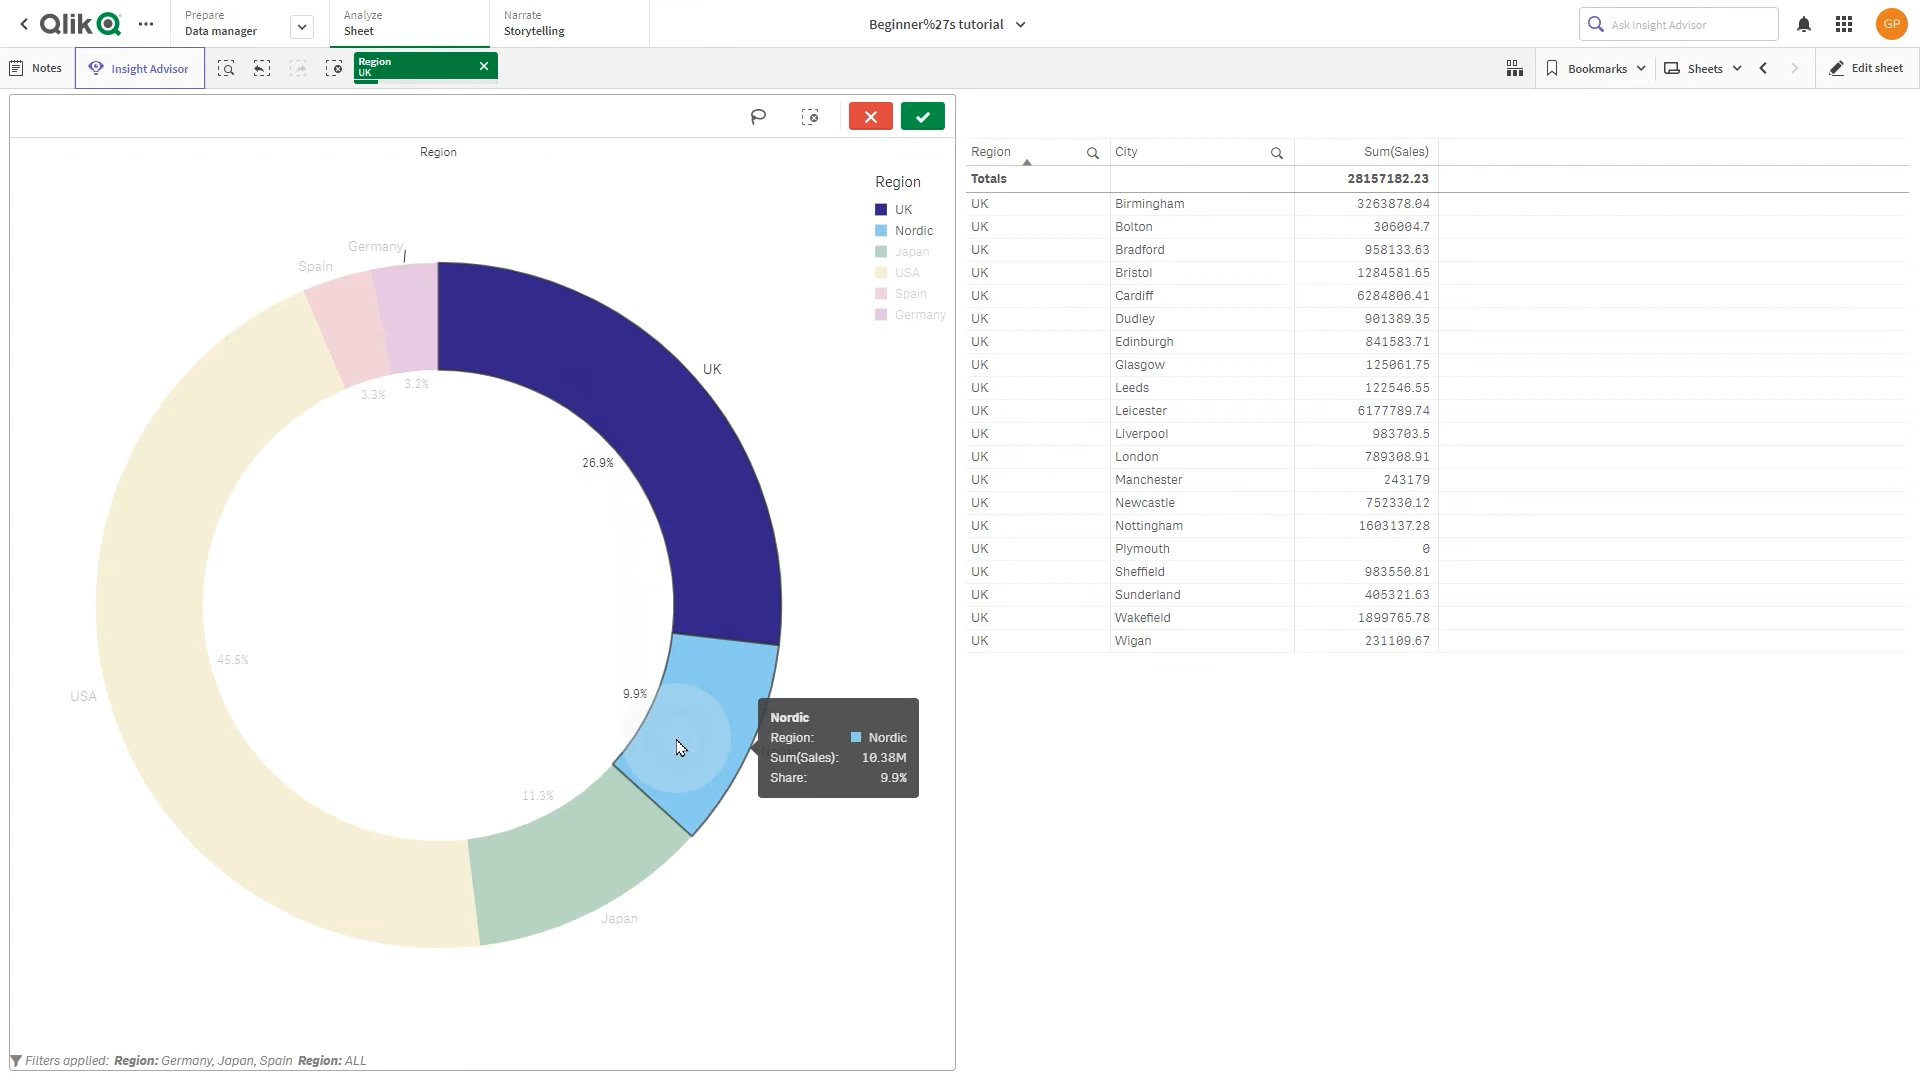 Qlik
Prepare
Data manager
Analyze
Sheet
Narrate
Storytelling
Beginner%27s tutorial
Ask Insight Advisor
GP
Notes
Insight Advisor
Region
UK
Bookmarks
Sheets
Edit sheet
Region
Region
UK
Nordic
Japan
USA
Spain
Germany
Germany
Spain
3.2%
3.3%
UK
26.9%
9.9%
45.5%
USA
11.3%
Japan
Nordic
Region: Nordic
Sum(Sales): 10.38M
Share: 9.9%
Filters applied: Region: Germany, Japan, Spain Region: ALL
Region City Sum(Sales)
Totals 28157182.23
UK Birmingham 3263878.04
UK Bolton 306004.7
UK Bradford 958133.63
UK Bristol 1284581.65
UK Cardiff 6284806.41
UK Dudley 901389.35
UK Edinburgh 841583.71
UK Glasgow 125061.75
UK Leeds 122546.55
UK Leicester 6177789.74
UK Liverpool 983703.5
UK London 789308.91
UK Manchester 243179
UK Newcastle 752330.12
UK Nottingham 1603137.28
UK Plymouth 0
UK Sheffield 983550.81
UK Sunderland 405321.63
UK Wakefield 1899765.78
UK Wigan 231109.67